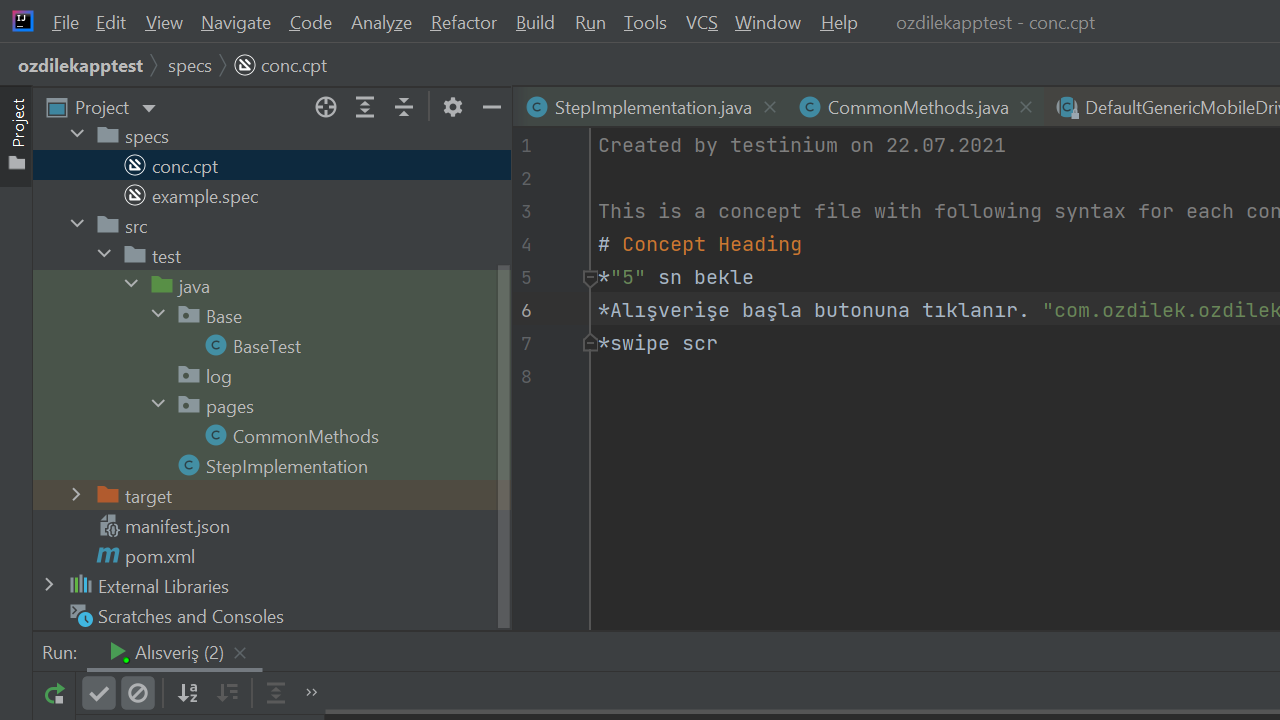 File Edit View Navigate Code Analyze Refactor Build Run Tools VCS Window Help ozdilekapptest - conc.cpt
ozdilekapptest specs conc.cpt
Project
Project
StepImplementation.java CommonMethods.java DefaultGenericMobileDri
specs
conc.cpt
example.spec
src
test
java
Base
BaseTest
log
pages
CommonMethods
StepImplementation
target
manifest.json
pom.xml
External Libraries
Scratches and Consoles
1 Created by testinium on 22.07.2021
2
3 This is a concept file with following syntax for each con
4 # Concept Heading
5 *"5" sn bekle
6 *Alışverişe başla butonuna tıklanır. "com.ozdilek.ozdilek
7 *swipe scr
8
Run: Alısveriş (2)